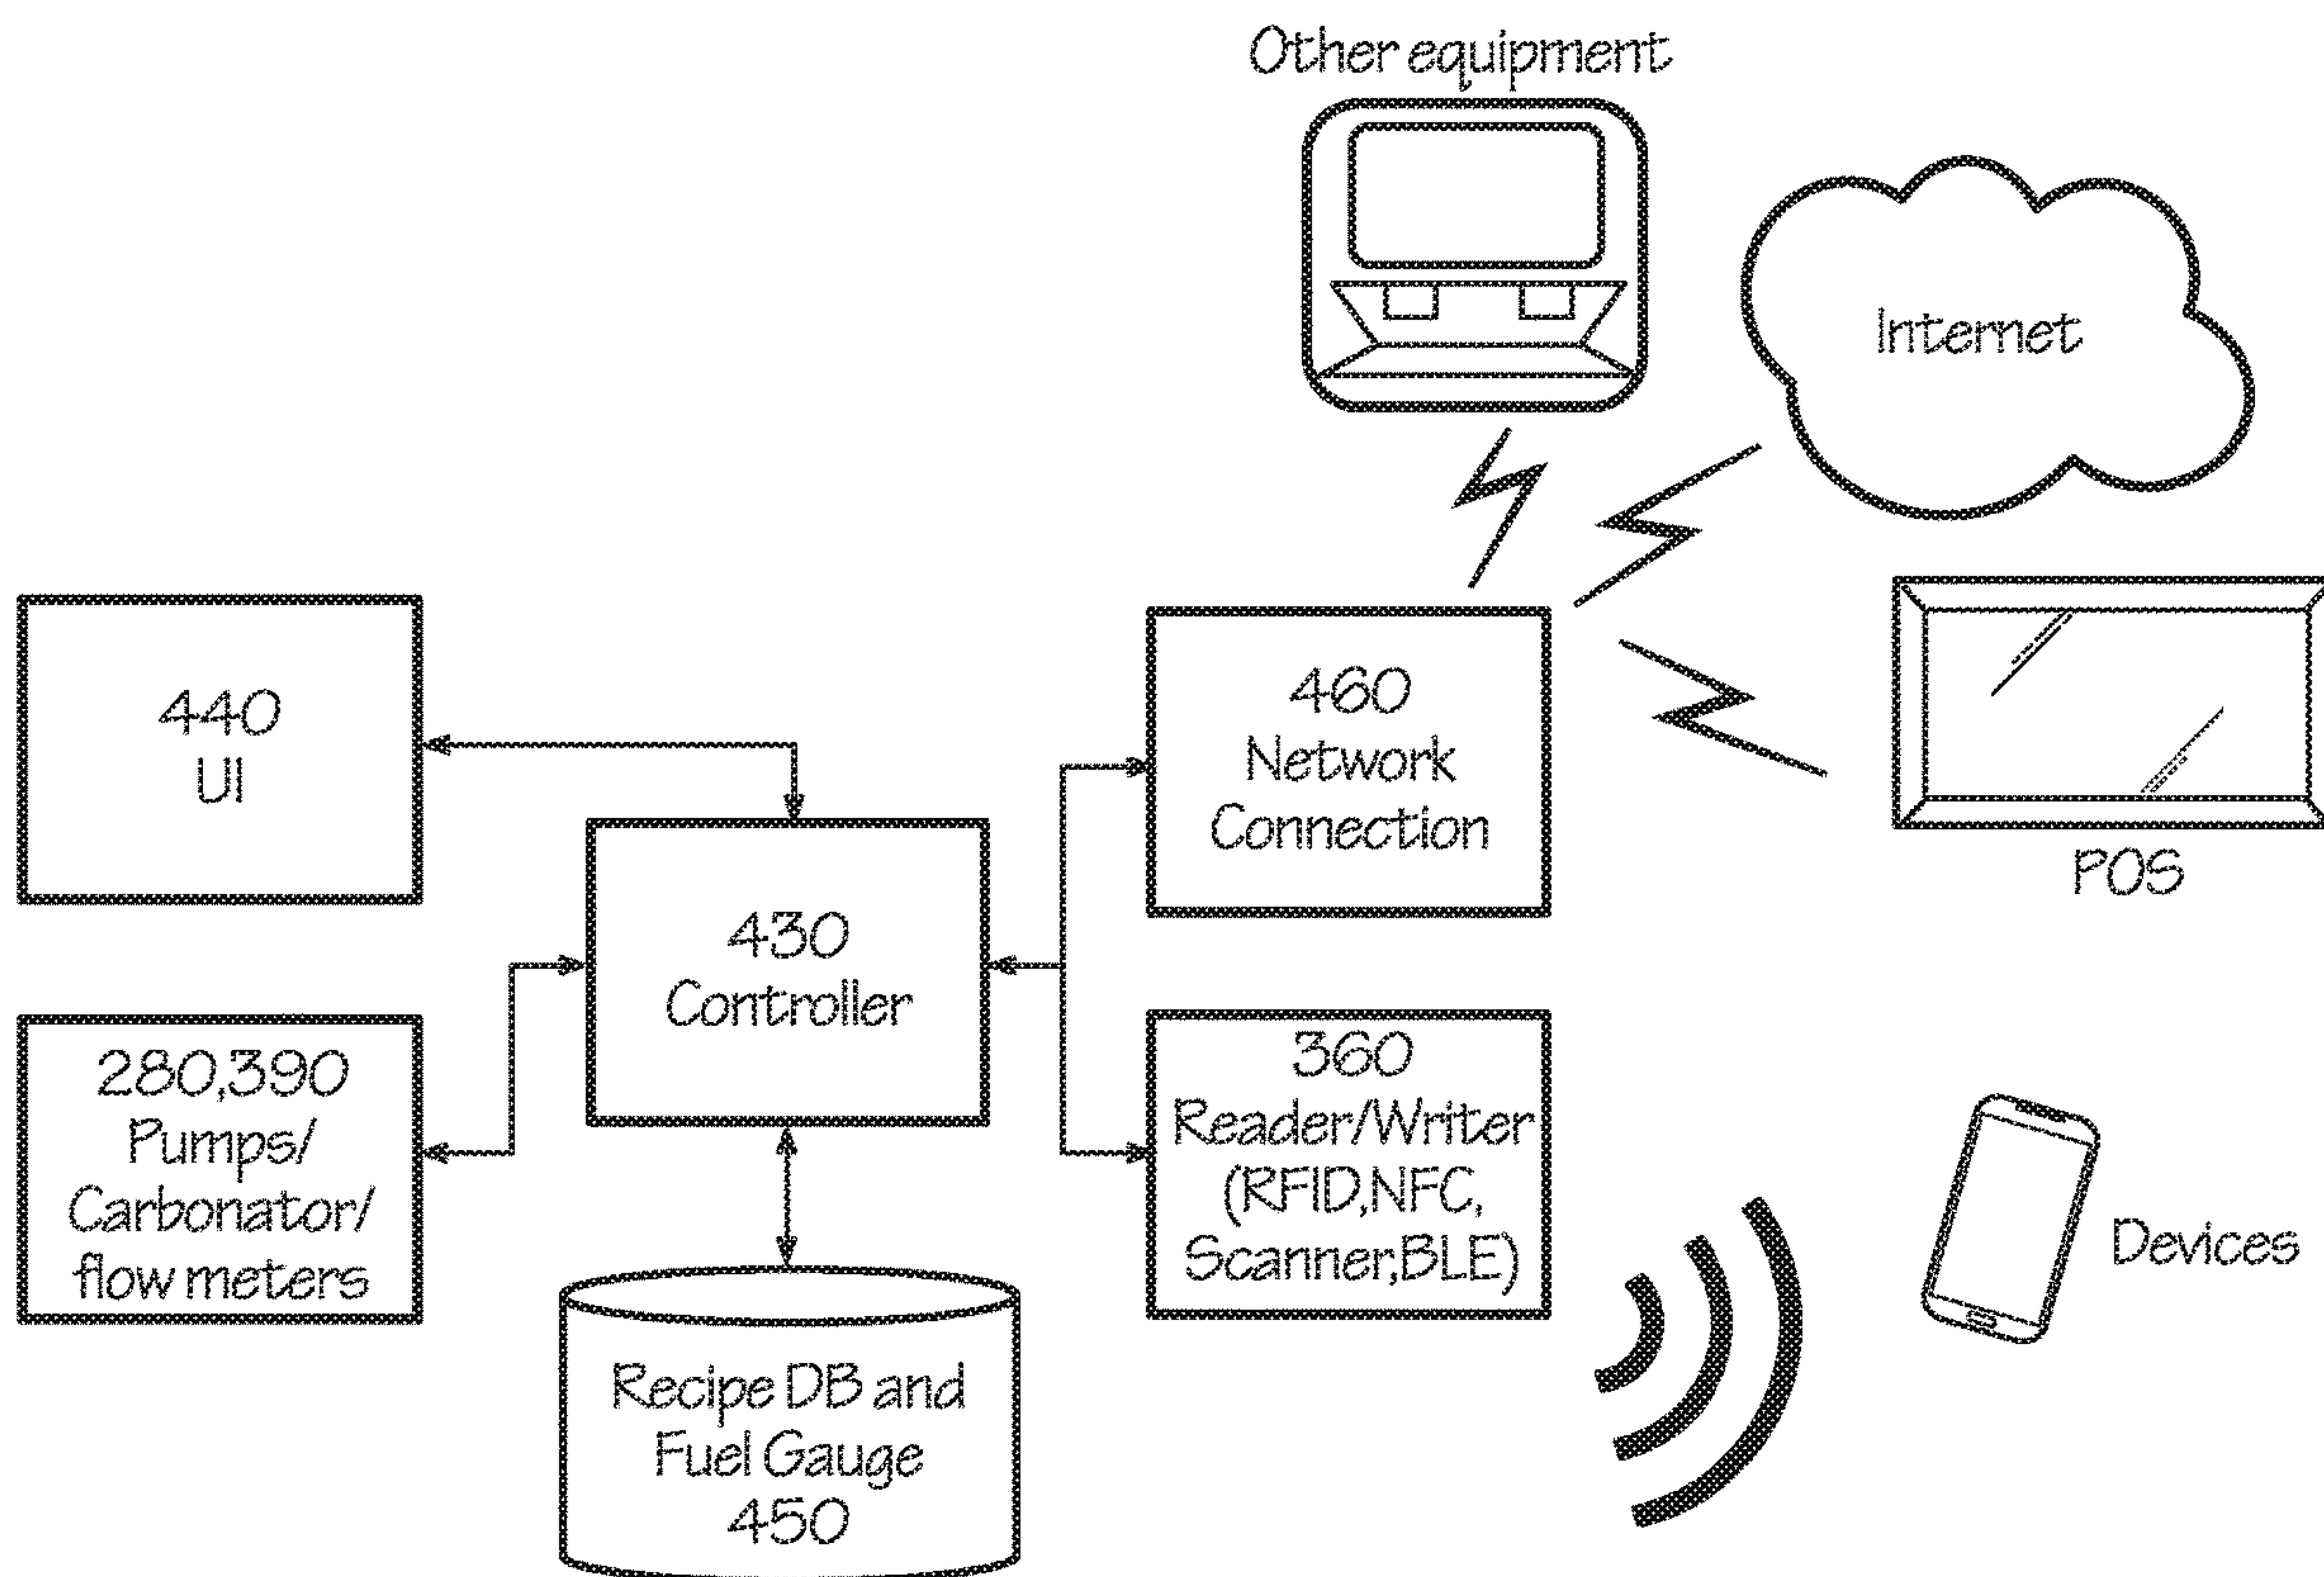 Other equipment
Internet
440
UI
460
Network
Connection
POS
430
Controller
280,390
Pumps/
Carbonator/
flow meters
360
Reader/Writer
(RFID,NFC,
Scanner,BLE)
Devices
Recipe DB and
Fuel Gauge
450